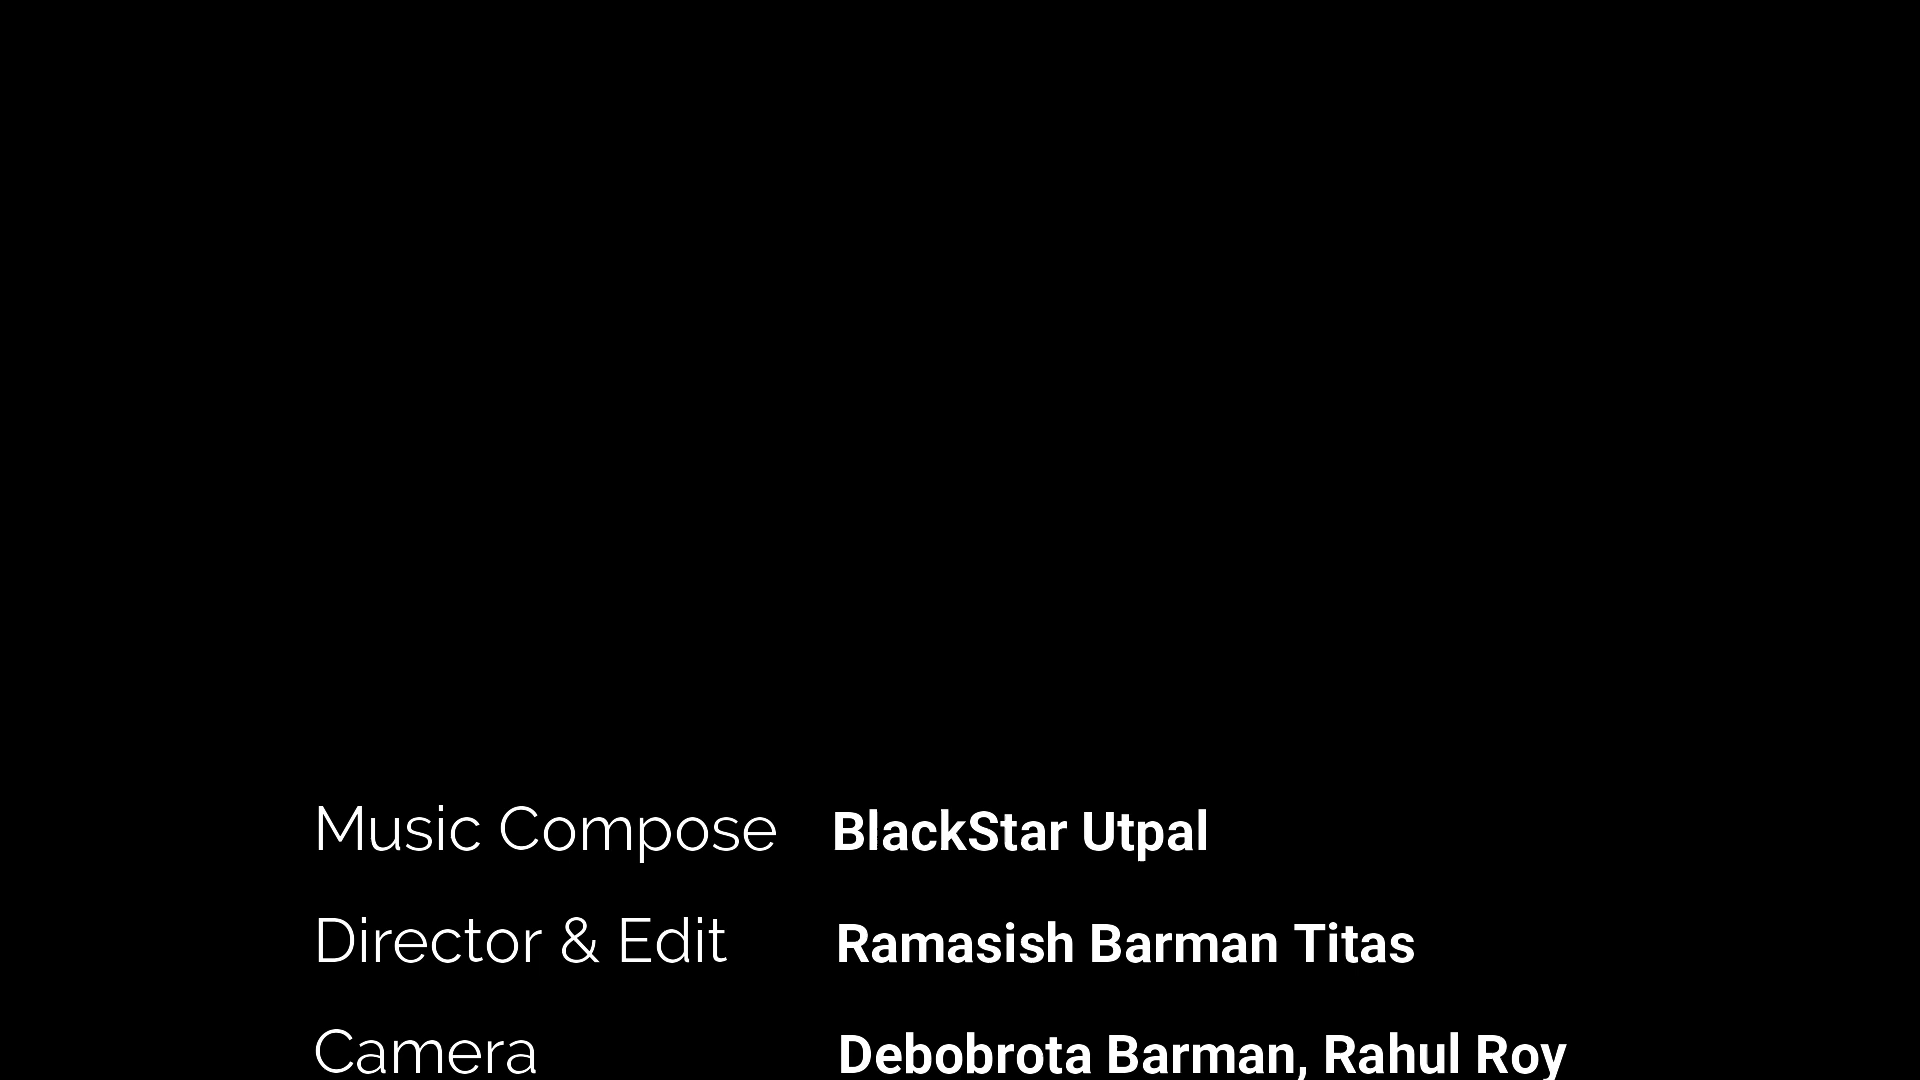 Music Compose BlackStar Utpal
Director & Edit Ramasish Barman Titas
Camera Debobrota Barman, Rahul Roy